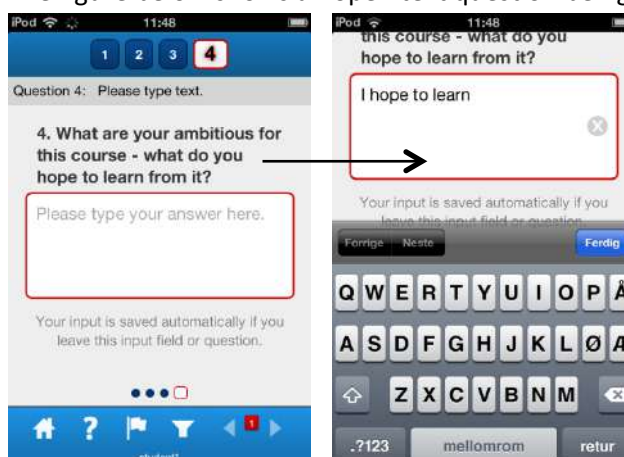 iPod 11:48
1 2 3 4
Question 4: Please type text.
4. What are your ambitious for
this course - what do you
hope to learn from it?
Please type your answer here.
Your input is saved automatically if you
leave this input field or question.
1
iPod 11:48
this course - what do you
hope to learn from it?
I hope to learn
Your input is saved automatically if you
leave this input field or question.
Forrige Neste Ferdig
Q W E R T Y U I O P Å
A S D F G H J K L Ø Æ
Z X C V B N M
.?123 mellomrom retur